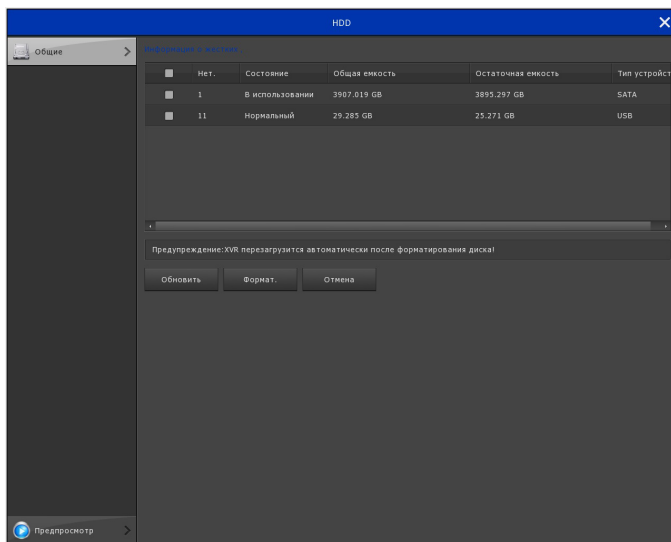 HDD
Общие
Информация о жестких
Нет. Состояние Общая емкость Остаточная емкость Тип устройст
1 В использовании 3907.019 GB 3895.297 GB SATA
11 Нормальный 29.285 GB 25.271 GB USB
Предупреждение:XVR перезагрузится автоматически после форматирования диска!
Обновить Формат. Отмена
Предпросмотр